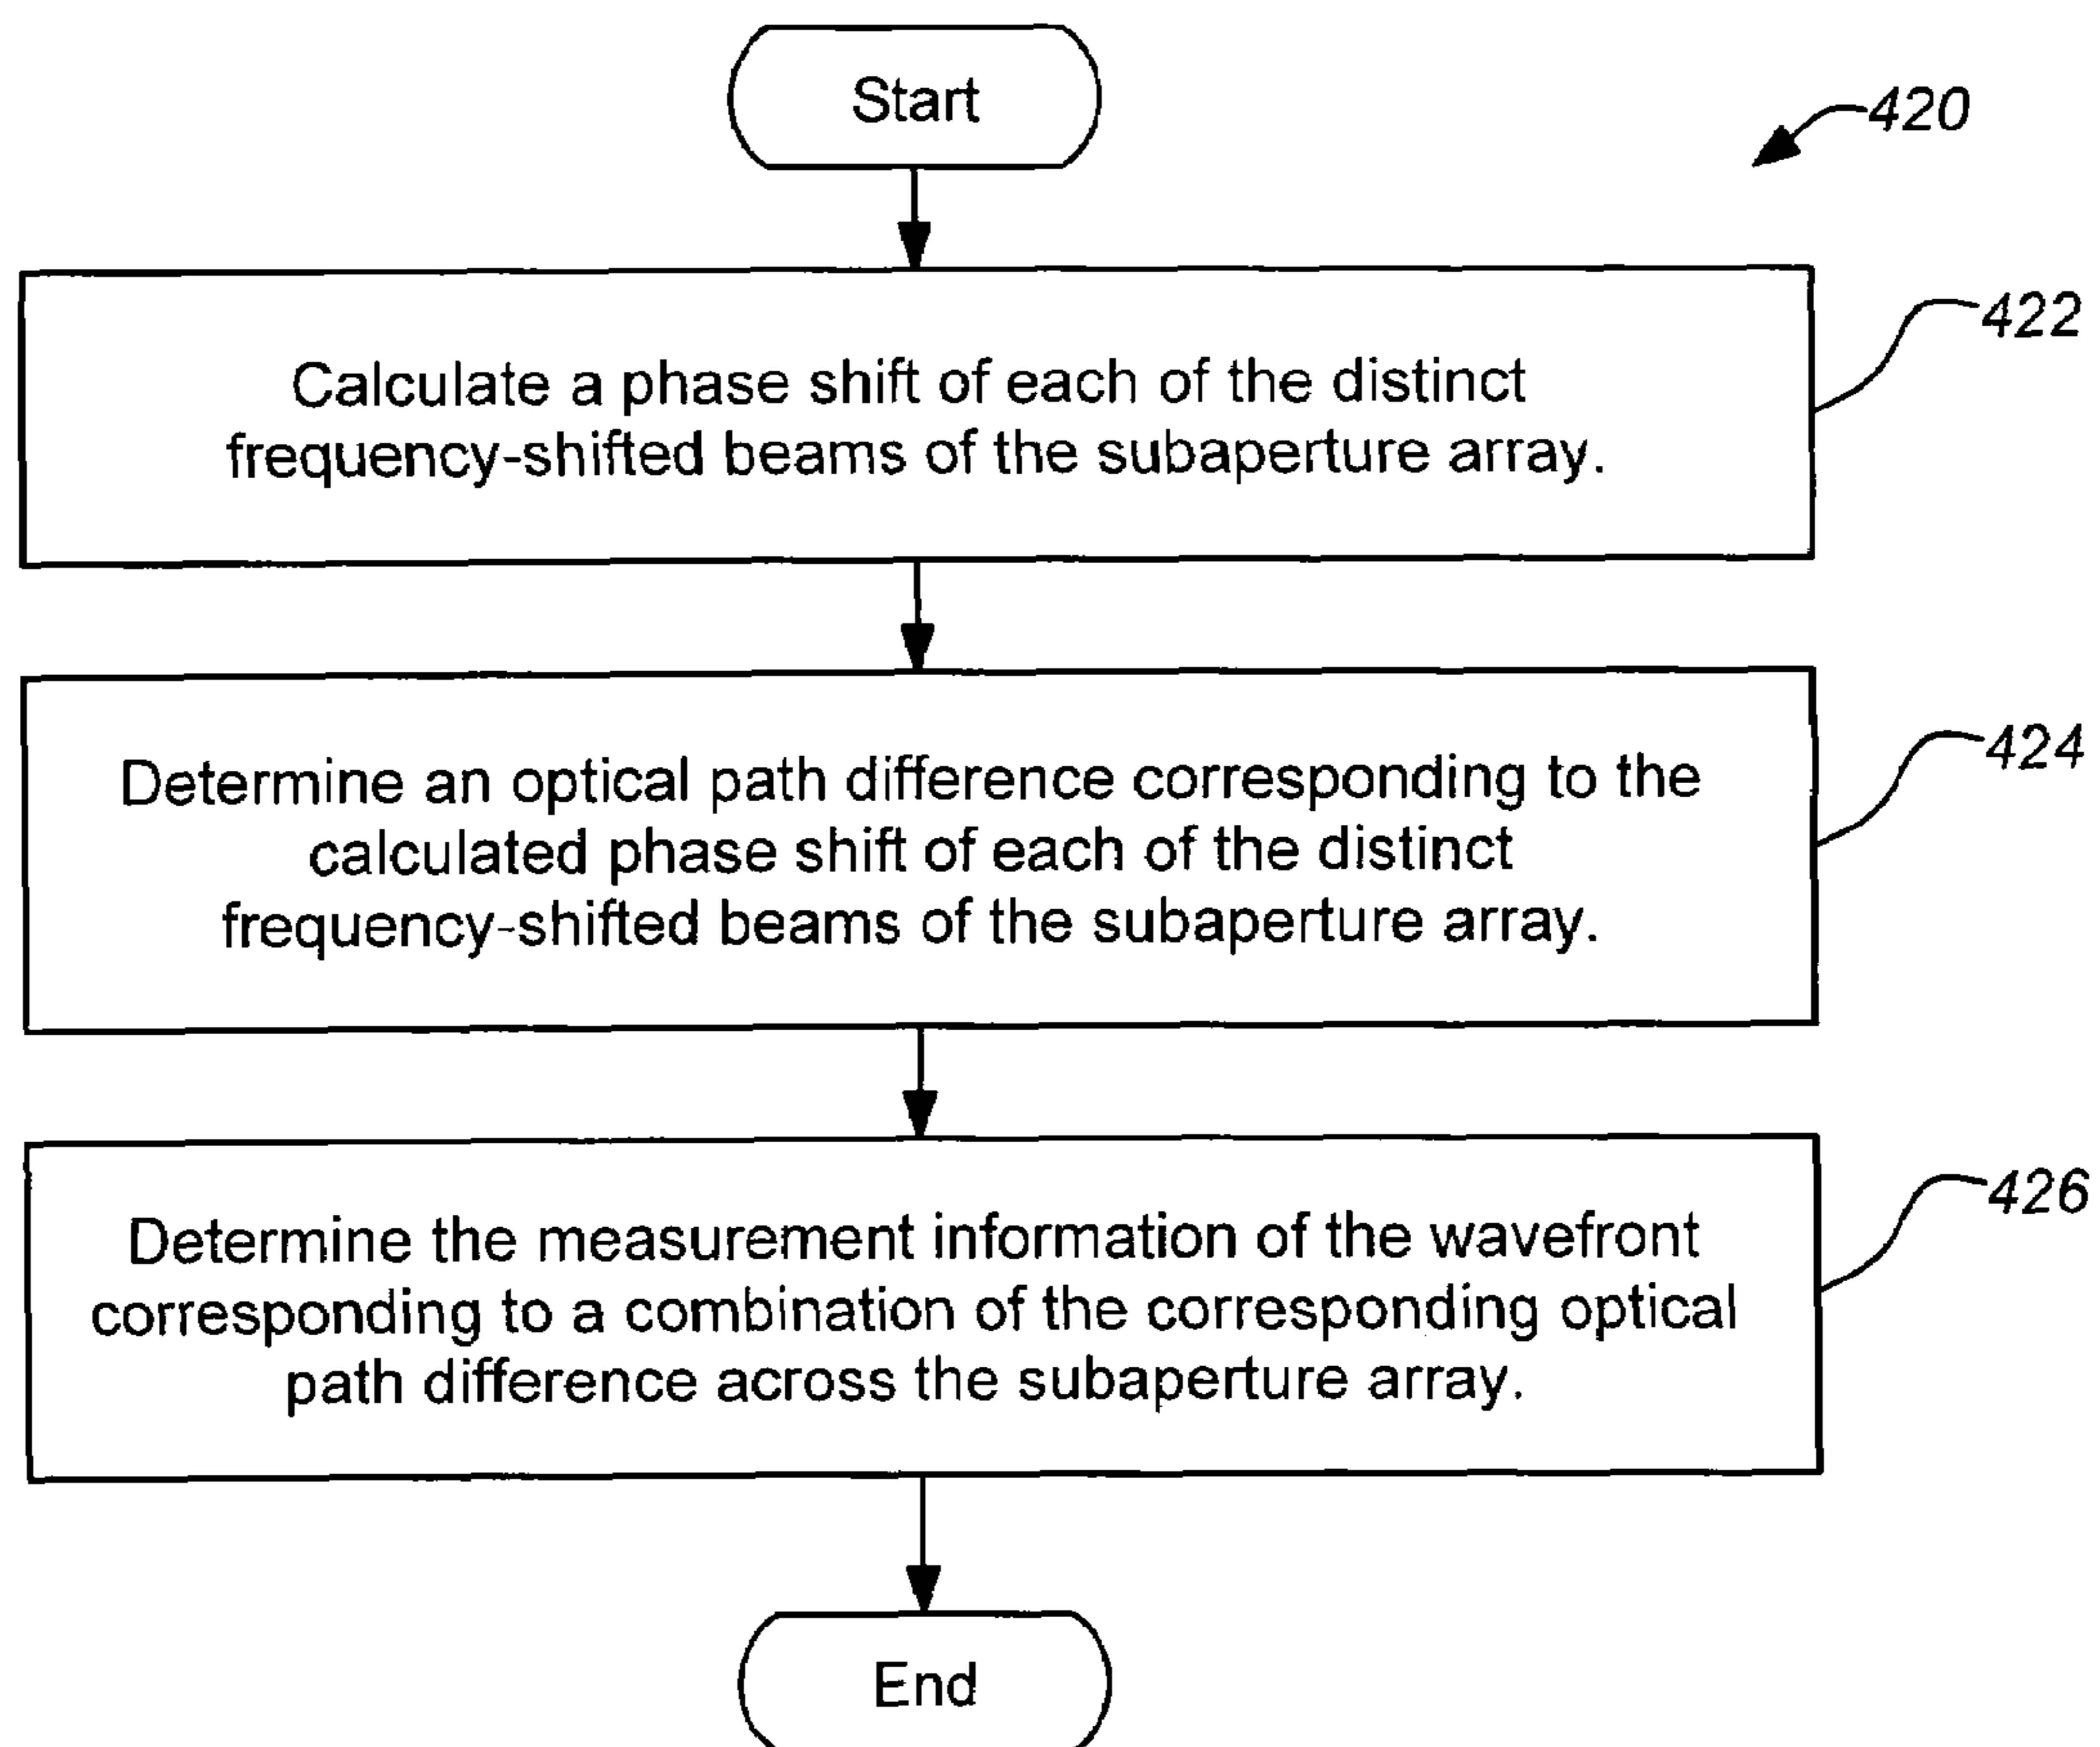 Start
420
Calculate a phase shift of each of the distinct
frequency-shifted beams of the subaperture array.
422
Determine an optical path difference corresponding to the
calculated phase shift of each of the distinct
frequency-shifted beams of the subaperture array.
424
Determine the measurement information of the wavefront
corresponding to a combination of the corresponding optical
path difference across the subaperture array.
426
End